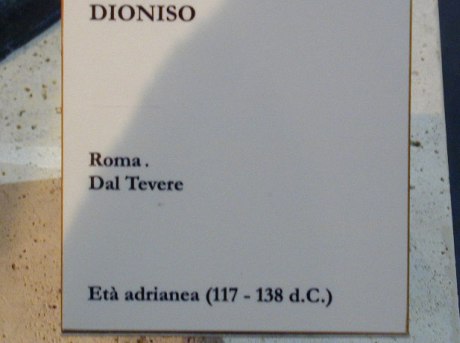 DIONISO
Roma.
Dal Tevere
Età adrianea (117 - 138 d.C.)